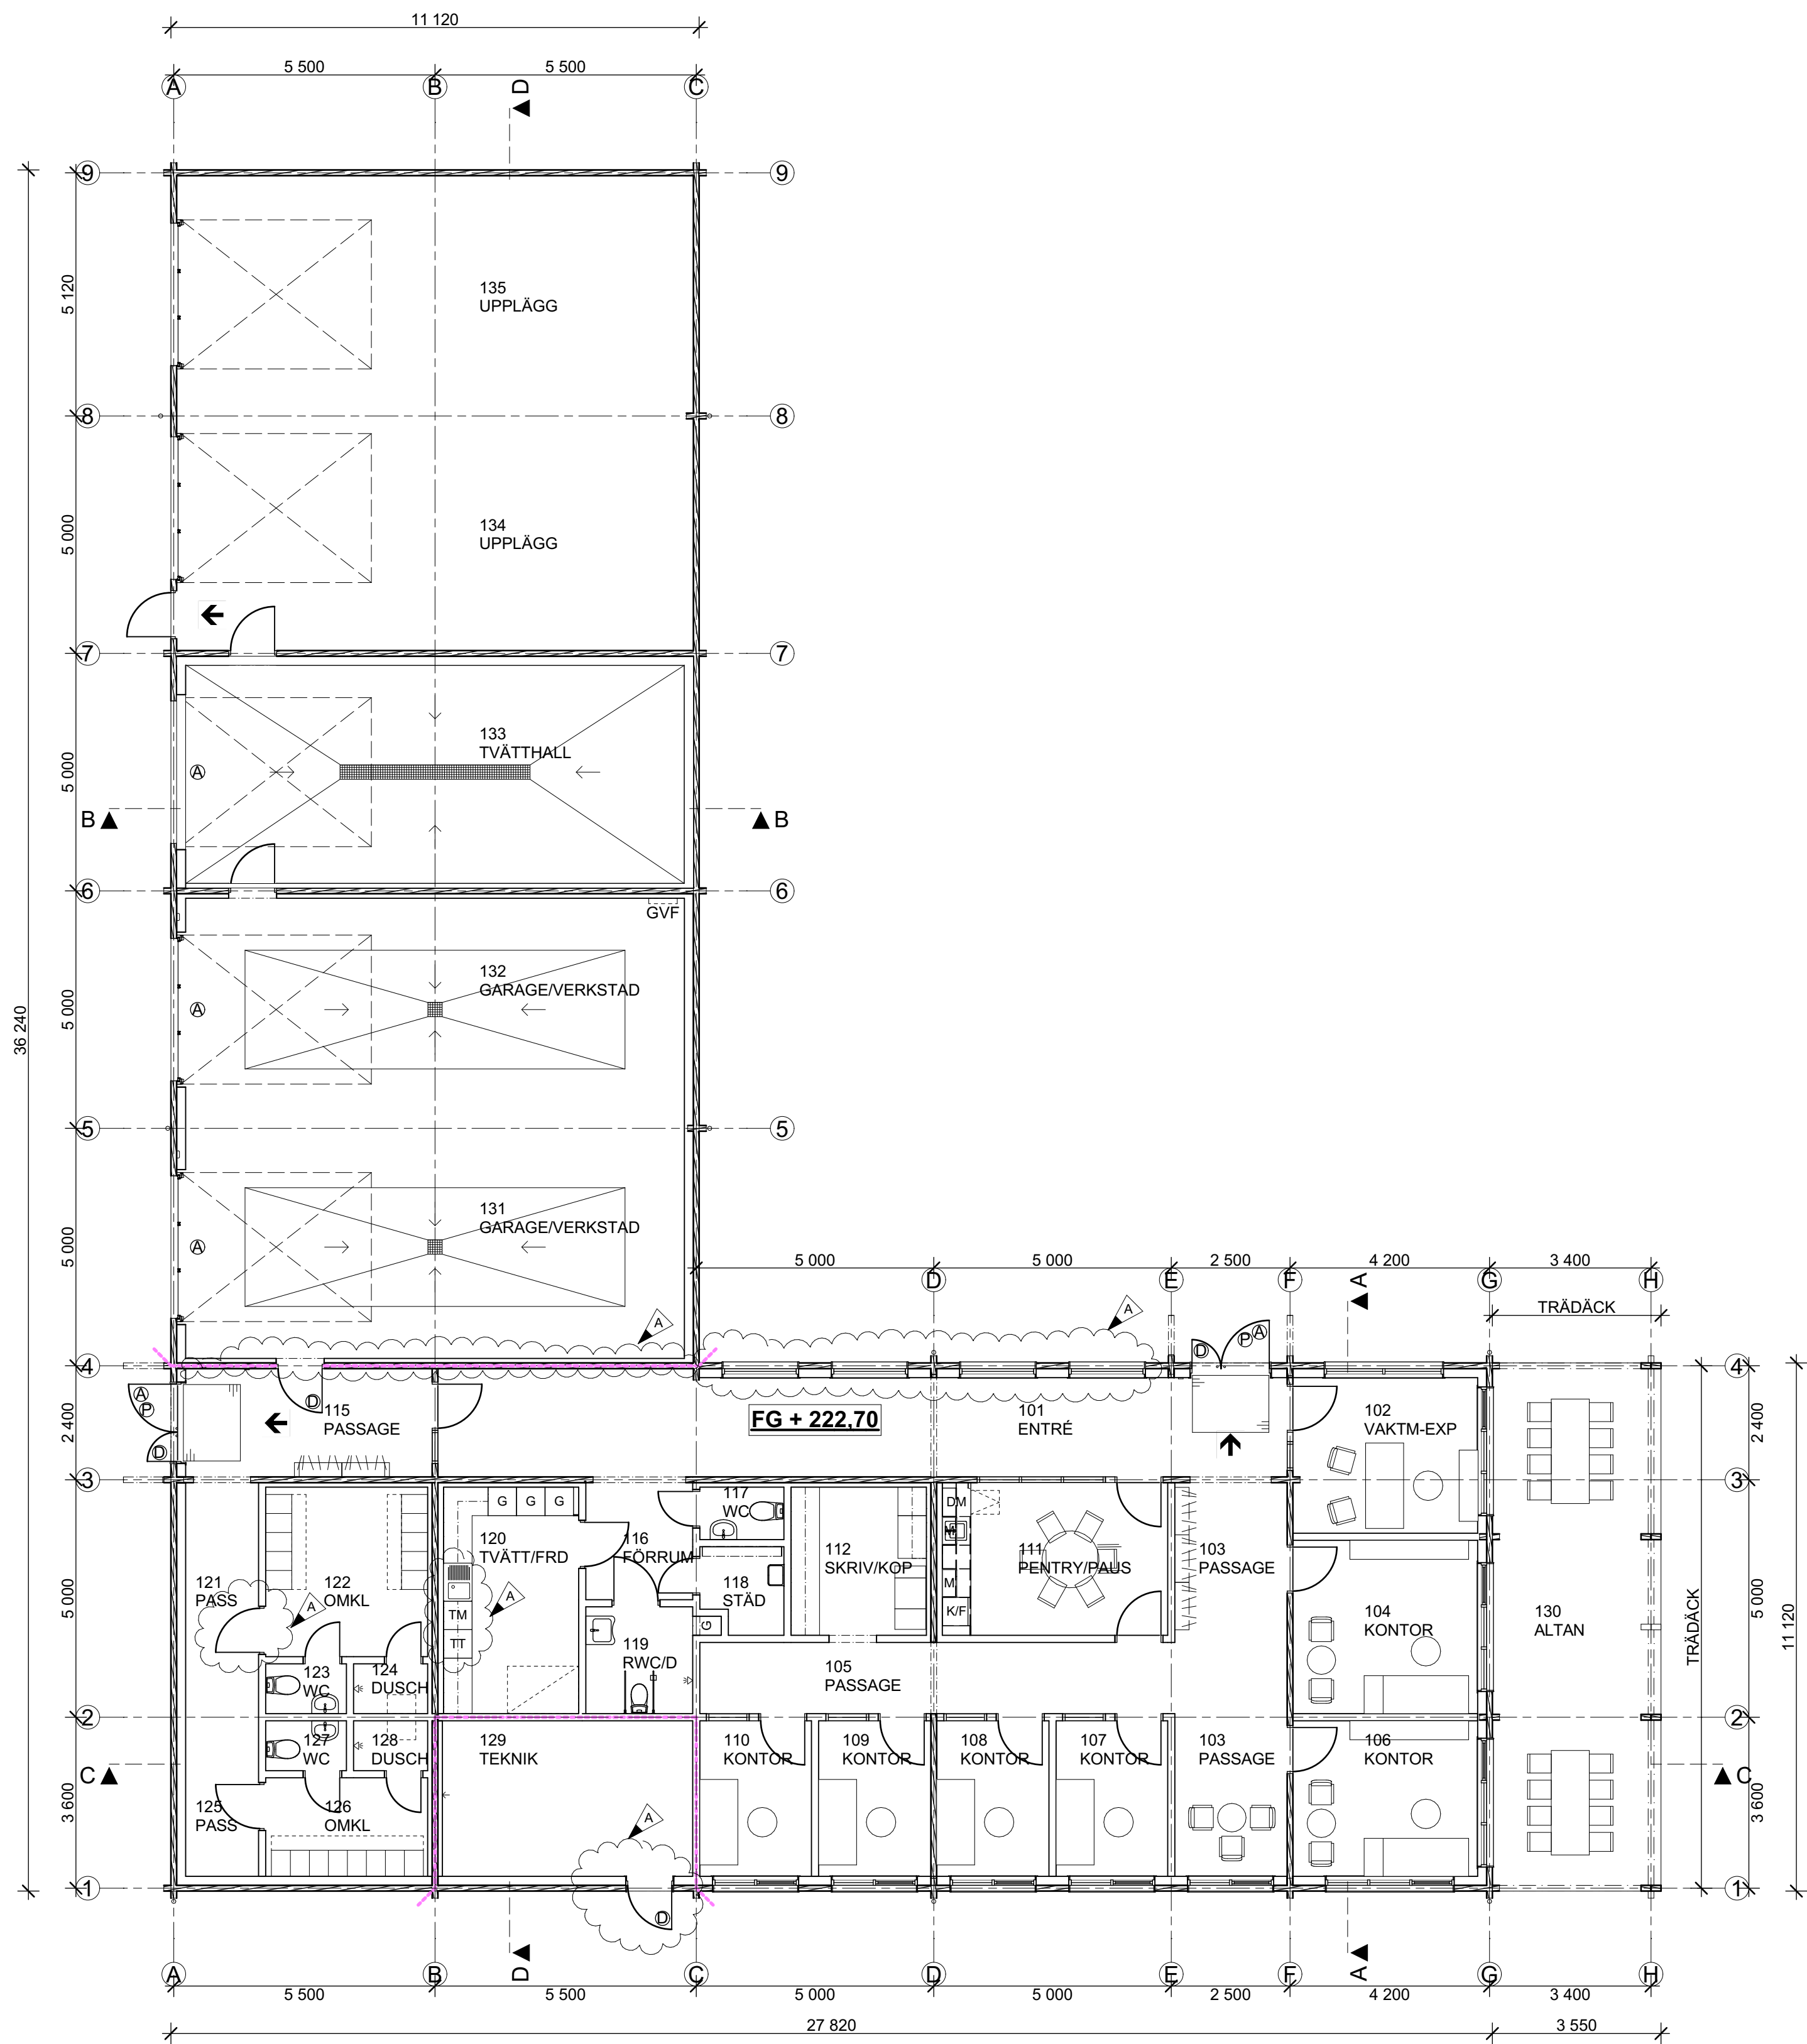 11 120
5 500
5 500
A
B
C
D
9
9
5 120
135
UPPLÄGG
8
8
5 000
134
UPPLÄGG
7
7
133
TVÄTTHALL
5 000
A
B
B
6
6
GVF
132
GARAGE/VERKSTAD
5 000
A
36 240
5
5
131
GARAGE/VERKSTAD
5 000
A
5 000
5 000
2 500
4 200
3 400
D
E
F
A
G
H
TRÄDÄCK
A
A
D
P
A
4
4
A
P
D
D
115
PASSAGE
FG + 222,70
101
ENTRÉ
102
VAKTM-EXP
2 400
2 400
3
3
G
G
G
117
WC
DM
M
120
TVÄTT/FRD
116
FÖRRUM
112
SKRIV/KOP
111
PENTRY/PAUS
103
PASSAGE
121
PASS
122
OMKL
A
A
118
STÄD
M
K/F
TM
TT
G
104
KONTOR
130
ALTAN
5 000
5 000
11 120
TRÄDÄCK
119
RWC/D
105
PASSAGE
123
WC
124
DUSCH
2
2
127
WC
128
DUSCH
129
TEKNIK
110
KONTOR
109
KONTOR
108
KONTOR
107
KONTOR
103
PASSAGE
106
KONTOR
C
C
125
PASS
126
OMKL
A
3 600
3 600
1
1
D
A
B
D
C
D
E
F
A
G
H
5 500
5 500
5 000
5 000
2 500
4 200
3 400
27 820
3 550